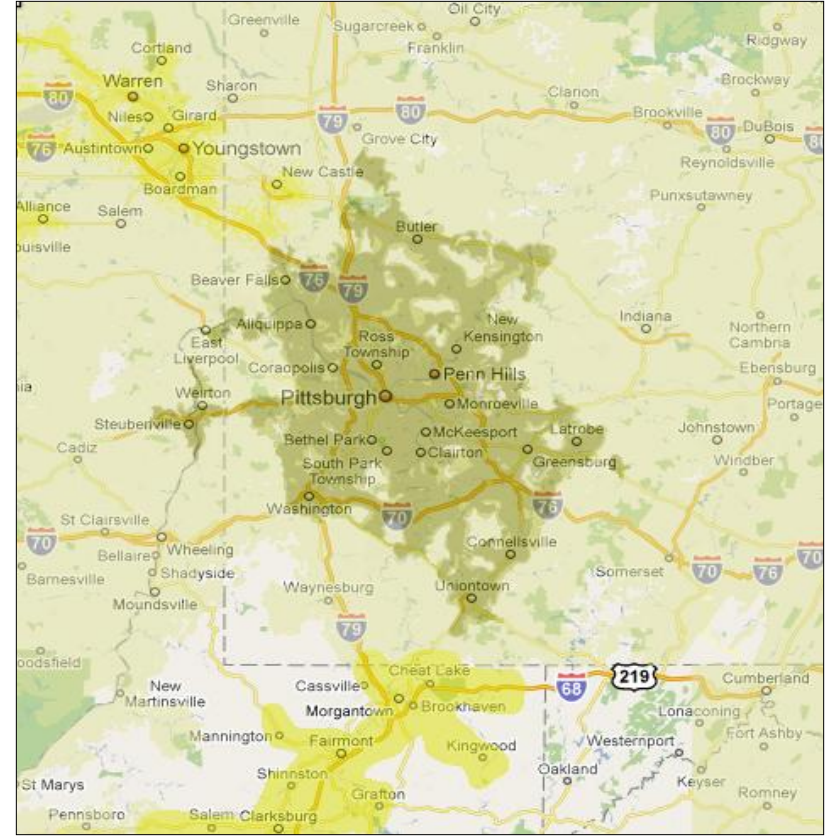 Oil City
Greenville
Sugarcreek
Franklin
Ridgway
Cortland
Warren
Sharon
Clarion
Brockway
80
Niles
Girard
79
80
Brookville
80
DuBois
80
76
Austintown
Youngstown
Grove City
Reynoldsville
New Castle
Boardman
Punxsutawney
Alliance
Salem
ouisville
Butler
Beaver Falls
76
79
Aliquippa
New
Kensington
Indiana
Northern
Cambria
East
Liverpool
Ross
Township
Coraopolis
Penn Hills
Ebensburg
ia
Weirton
Pittsburgh
Monroeville
Portage
Steubenville
McKeesport
Latrobe
Johnstown
Bethel Park
Clairton
Greensburg
Cadiz
South Park
Township
Windber
Washington
70
76
St Clairsville
70
Wheeling
Connellsville
Bellaire
Shadyside
Somerset
70
76
70
Barnesville
Moundsville
Waynesburg
Uniontown
79
oodsfield
Cheat Lake
219
Cassville
68
Cumberland
New
Martinsville
Morgantown
Brookhaven
Lonaconing
Mannington
Fairmont
Kingwood
Westernport
Fort Ashby
Shinnston
Oakland
Keyser
St Marys
Grafton
Romney
Pennsboro
Salem
Clarksburg